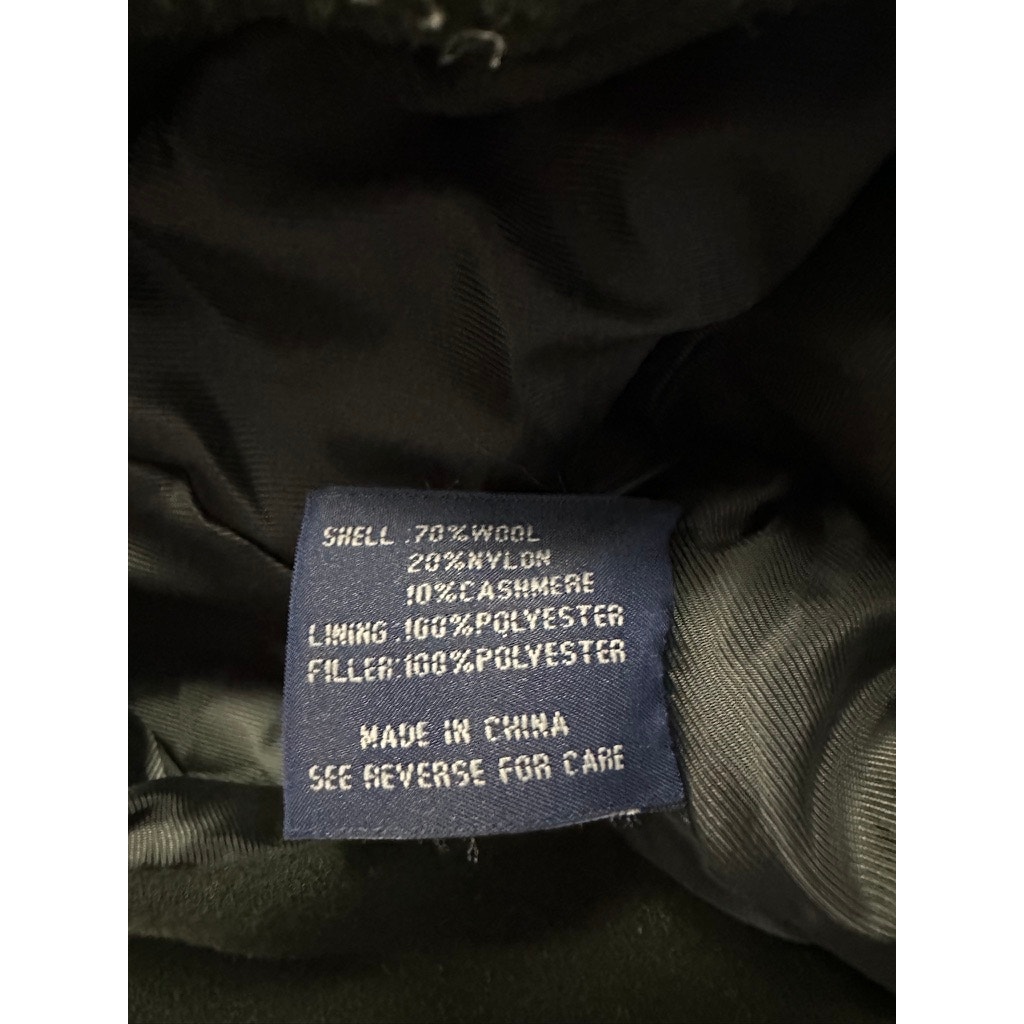 SHELL :70%WOOL
20%NYLON
10%CASHMERE
LINING :100%POLYESTER
FILLER:100%POLYESTER
MADE IN CHINA
SEE REVERSE FOR CARE